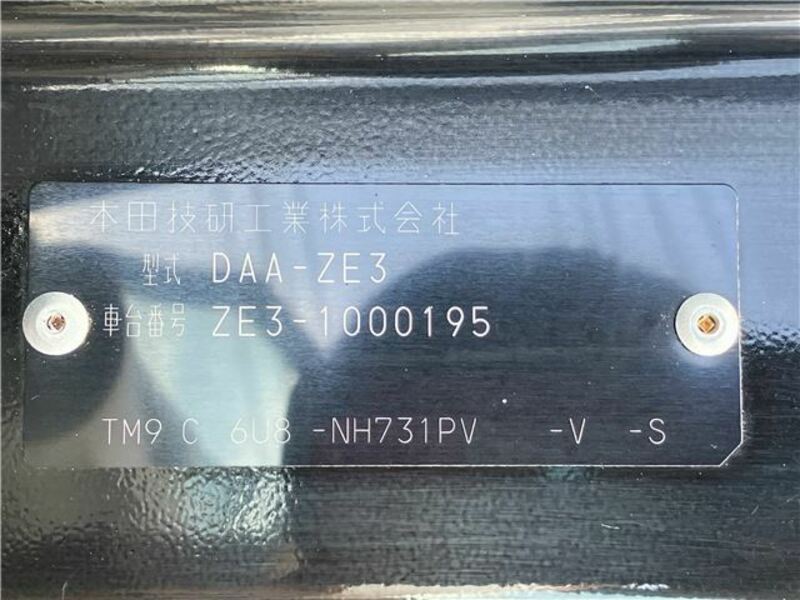 本田技研工業株式会社
型式 DAA-ZE3
車台番号 ZE3-1000195
TM9 C 6U8 -NH731PV -V -S